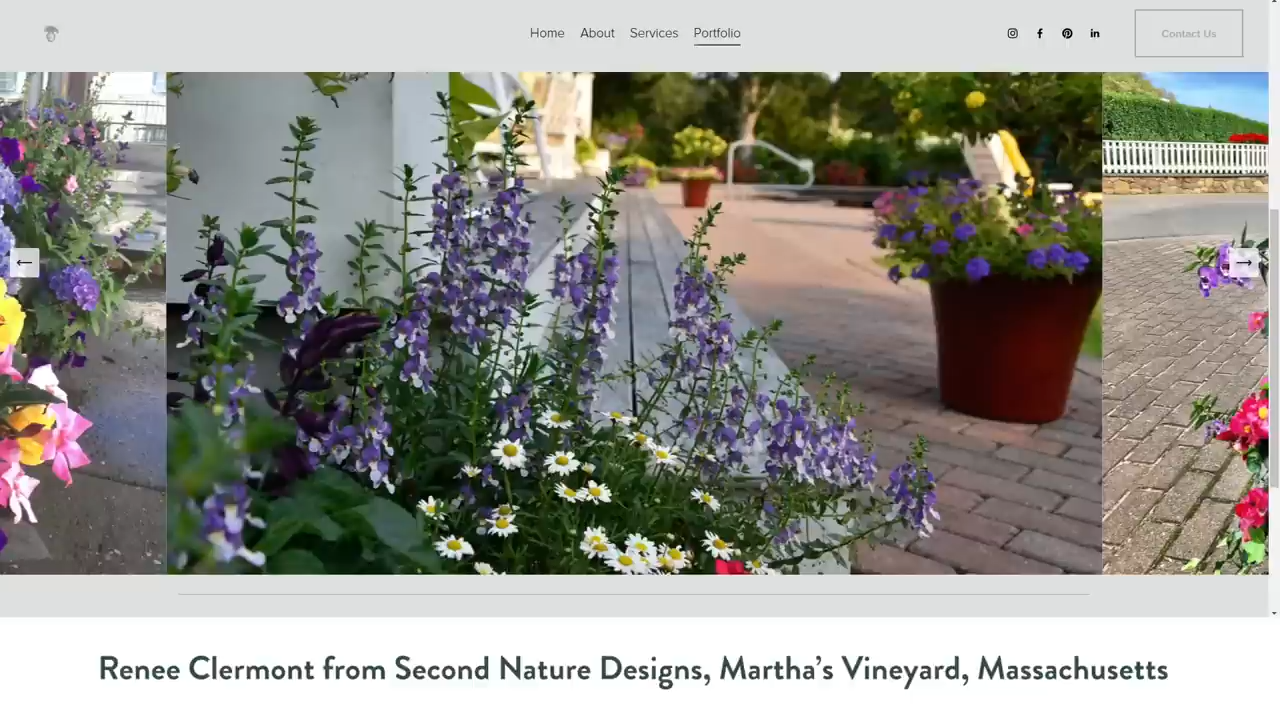 Home About Services Portfolio Contact Us
Renee Clermont from Second Nature Designs, Martha's Vineyard, Massachusetts